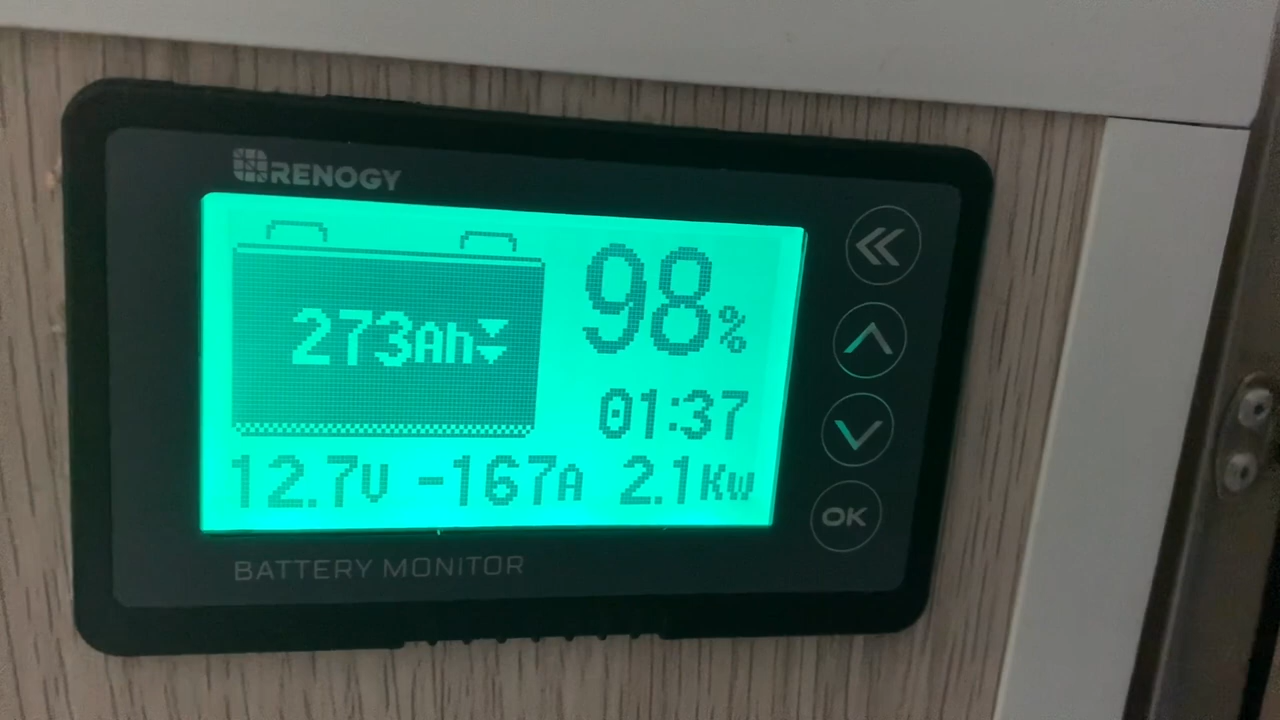 RENOGY
273Ah
98%
01:37
12.7V -167A 2.1Kw
OK
BATTERY MONITOR